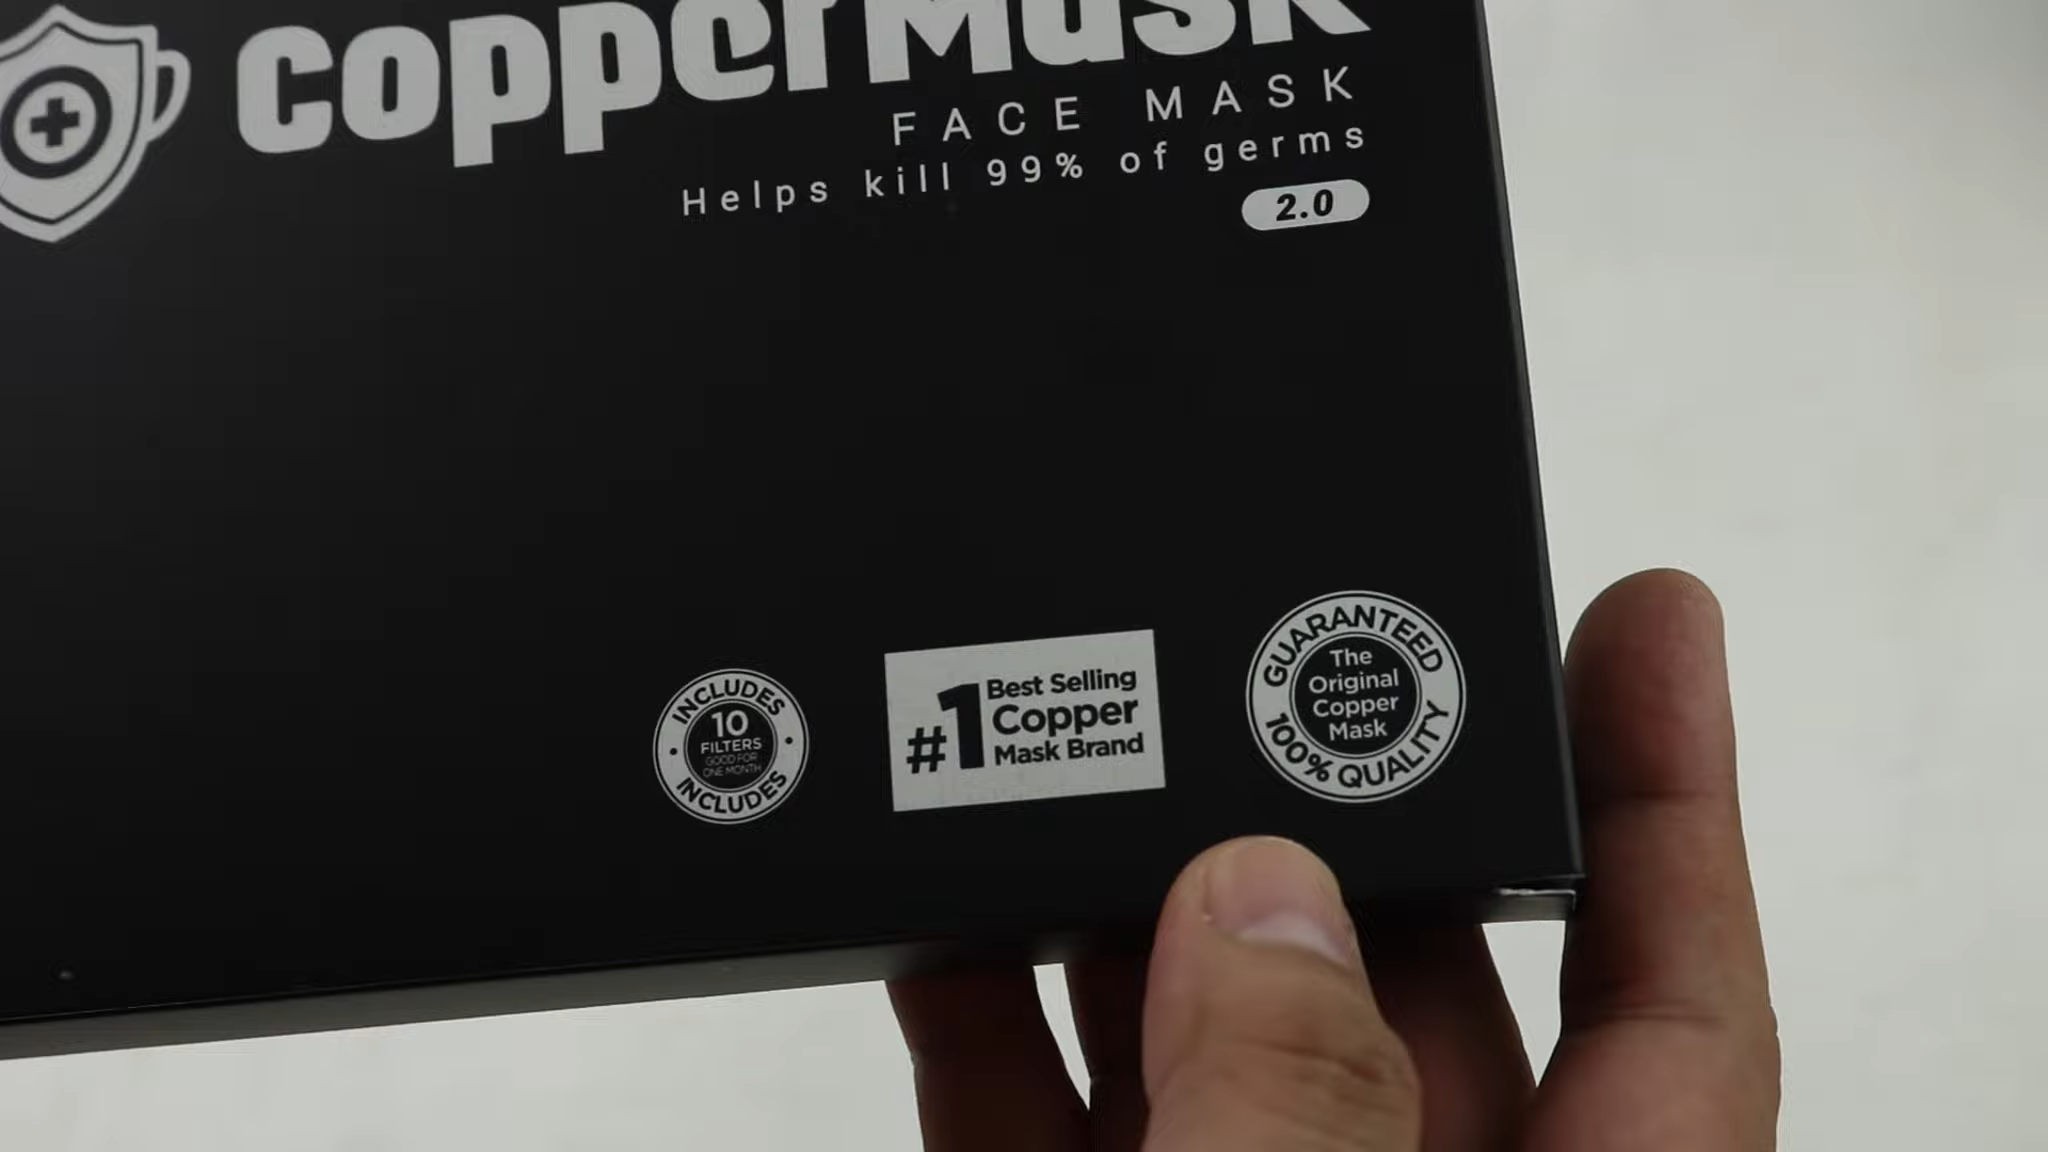 copperMask
FACE MASK
Helps kill 99% of germs
2.0
INCLUDES
10
FILTERS
GOOD FOR
ONE MONTH
INCLUDES
#1
Best Selling
Copper
Mask Brand
GUARANTEED
The
Original
Copper
Mask
100% QUALITY